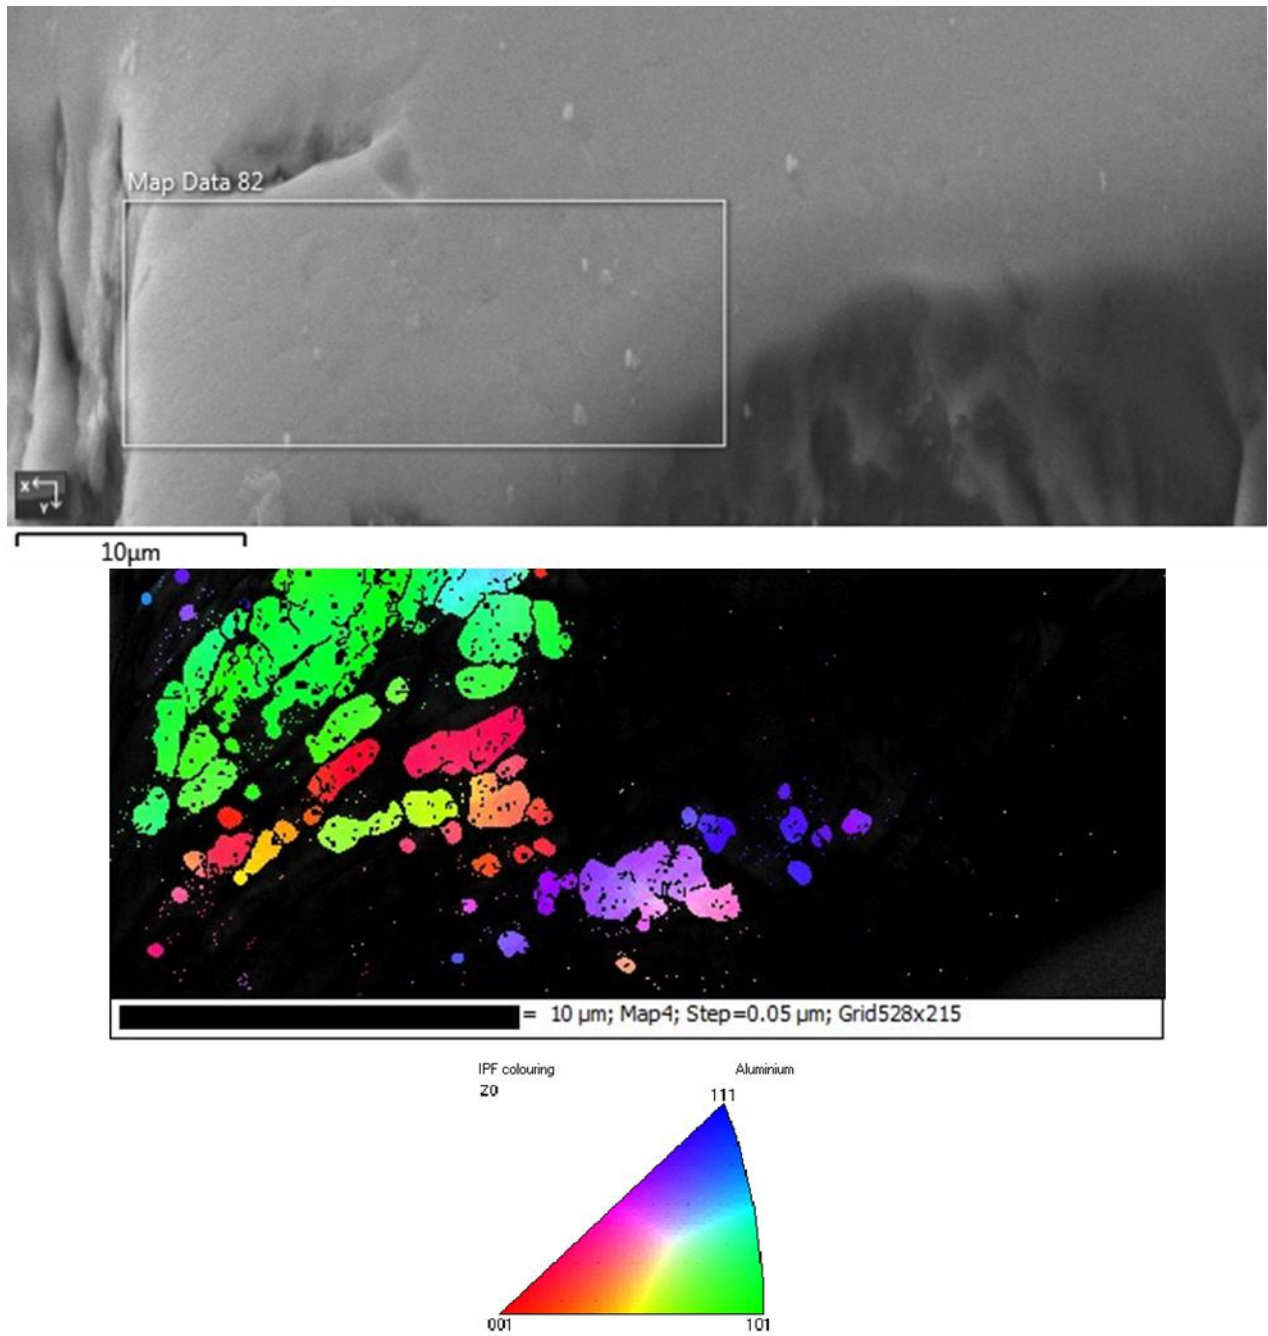 Map Data 82
X
Y
10µm
= 10 µm; Map4; Step=0.05 µm; Grid528x215
IPF colouring
Aluminium
Z0
111
001
101